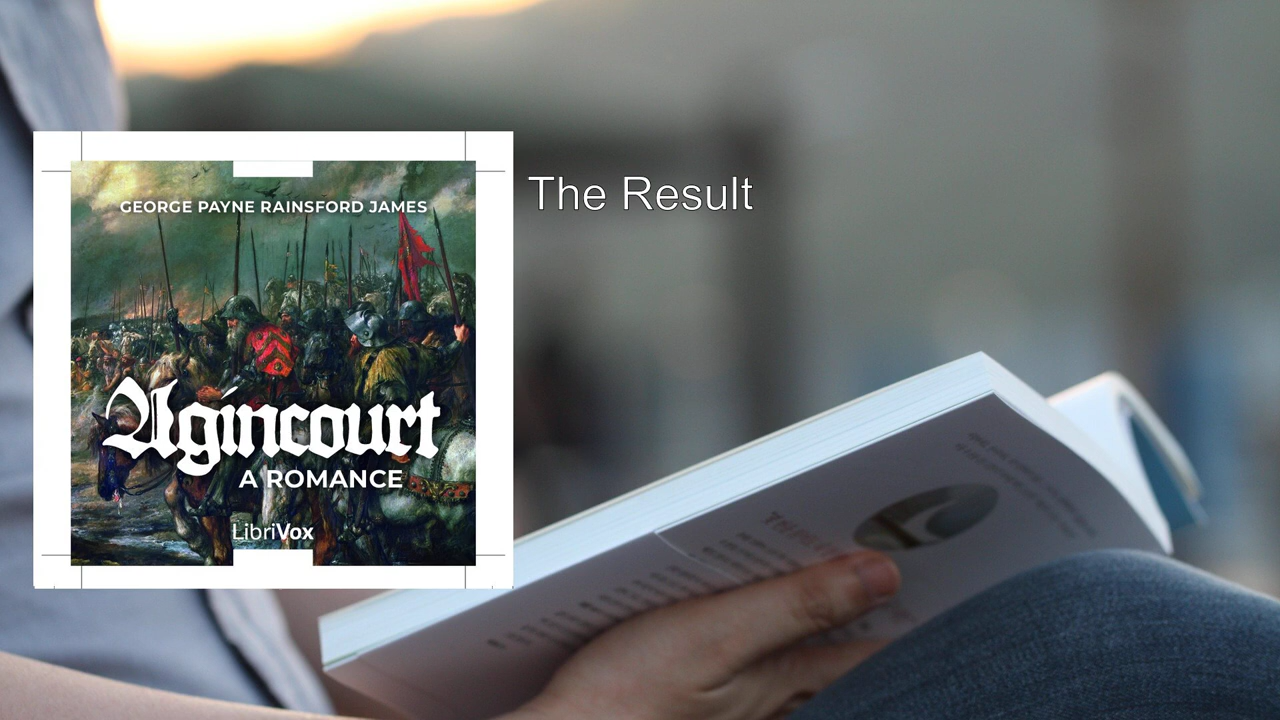 GEORGE PAYNE RAINSFORD JAMES
Agincourt
A ROMANCE
LibriVox
The Result